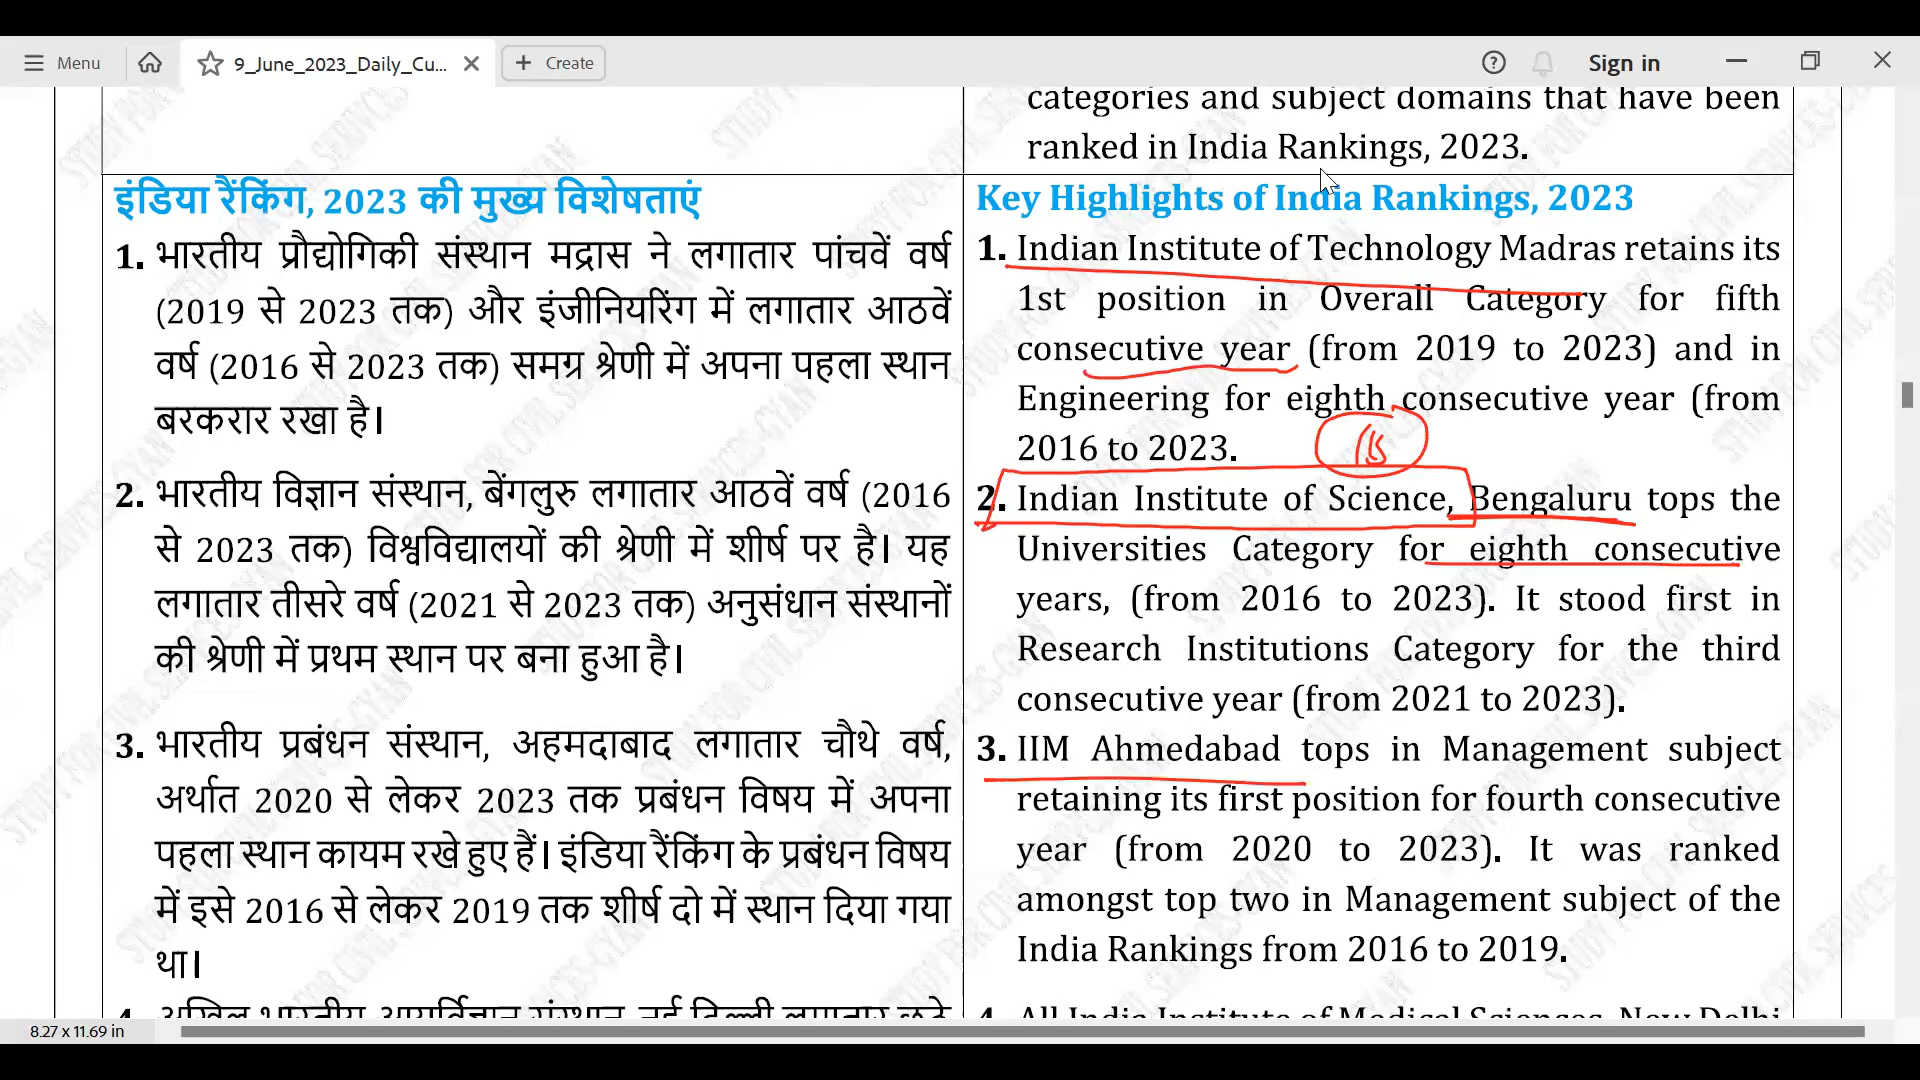 Menu
9_June_2023_Daily_Cu...
Create
Sign in
categories and subject domains that have been
ranked in India Rankings, 2023.
इंडिया रैंकिंग, 2023 की मुख्य विशेषताएं
1. भारतीय प्रौद्योगिकी संस्थान मद्रास ने लगातार पांचवें वर्ष
(2019 से 2023 तक) और इंजीनियरिंग में लगातार आठवें
वर्ष (2016 से 2023 तक) समग्र श्रेणी में अपना पहला स्थान
बरकरार रखा है।
2. भारतीय विज्ञान संस्थान, बेंगलुरु लगातार आठवें वर्ष (2016
से 2023 तक) विश्वविद्यालयों की श्रेणी में शीर्ष पर है। यह
लगातार तीसरे वर्ष (2021 से 2023 तक) अनुसंधान संस्थानों
की श्रेणी में प्रथम स्थान पर बना हुआ है।
3. भारतीय प्रबंधन संस्थान, अहमदाबाद लगातार चौथे वर्ष,
अर्थात 2020 से लेकर 2023 तक प्रबंधन विषय में अपना
पहला स्थान कायम रखे हुए हैं। इंडिया रैंकिंग के प्रबंधन विषय
में इसे 2016 से लेकर 2019 तक शीर्ष दो में स्थान दिया गया
था।
Key Highlights of India Rankings, 2023
1. Indian Institute of Technology Madras retains its
1st position in Overall Category for fifth
consecutive year (from 2019 to 2023) and in
Engineering for eighth consecutive year (from
2016 to 2023.
2. Indian Institute of Science, Bengaluru tops the
Universities Category for eighth consecutive
years, (from 2016 to 2023). It stood first in
Research Institutions Category for the third
consecutive year (from 2021 to 2023).
3. IIM Ahmedabad tops in Management subject
retaining its first position for fourth consecutive
year (from 2020 to 2023). It was ranked
amongst top two in Management subject of the
India Rankings from 2016 to 2019.
4. All India Institute of Medical Sciences, New Delhi
8.27 x 11.69 in